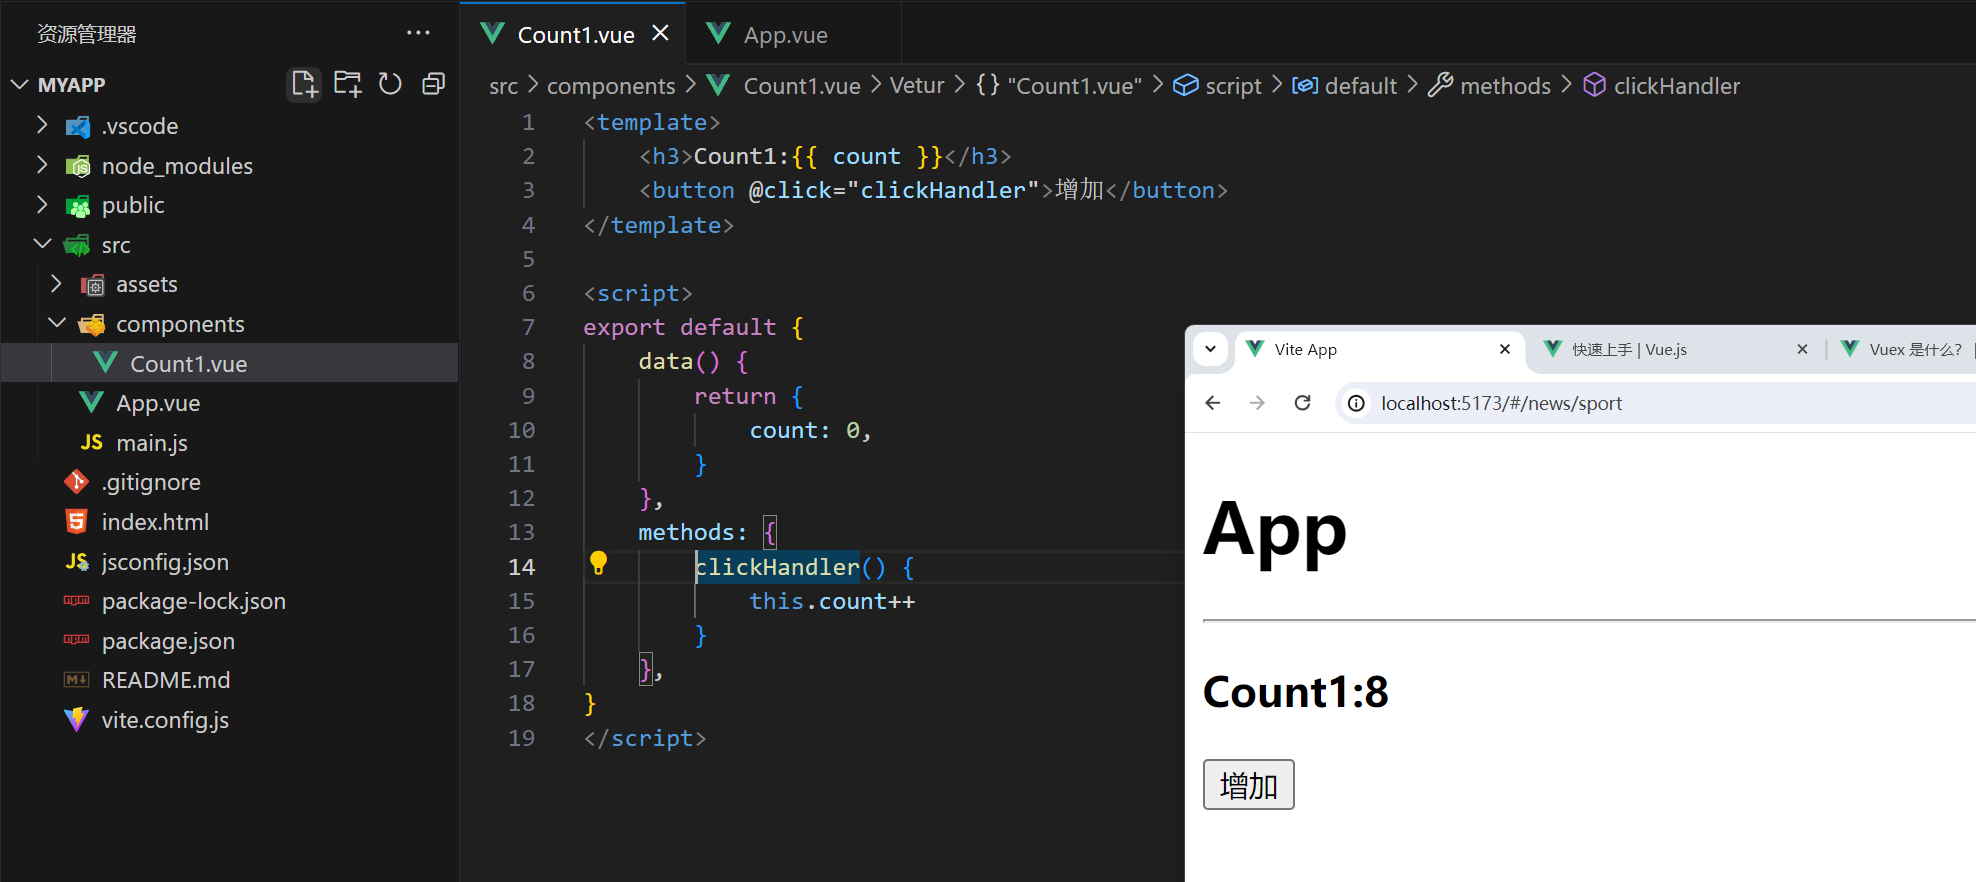 资源管理器
MYAPP
.vscode
node_modules
public
src
assets
components
Count1.vue
App.vue
main.js
.gitignore
index.html
jsconfig.json
package-lock.json
package.json
README.md
vite.config.js
Count1.vue
App.vue
src > components > Count1.vue > Vetur > {} "Count1.vue" > script > default > methods > clickHandler
1 <template>
2     <h3>Count1:{{ count }}</h3>
3     <button @click="clickHandler">增加</button>
4 </template>
5
6 <script>
7 export default {
8     data() {
9         return {
10             count: 0,
11         }
12     },
13     methods: {
14         clickHandler() {
15             this.count++
16         }
17     },
18 }
19 </script>
Vite App
快速上手 | Vue.js
Vuex 是什么? |
localhost:5173/#/news/sport
App
Count1:8
增加